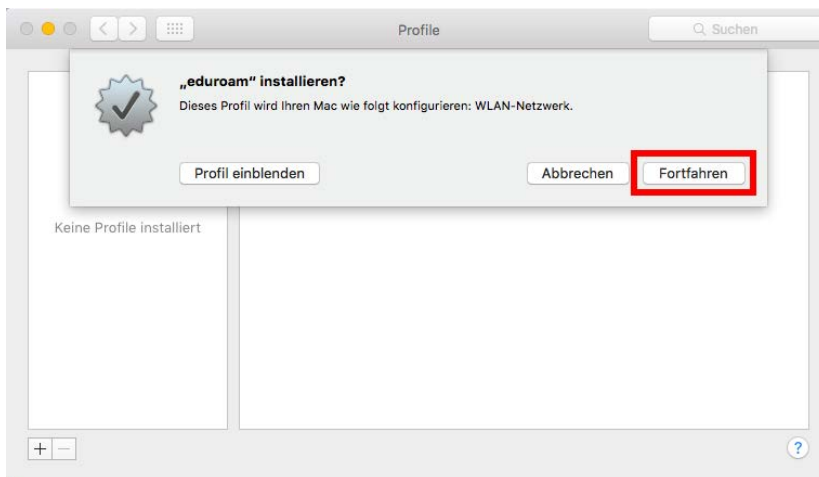 Profile
Suchen
„eduroam“ installieren?
Dieses Profil wird Ihren Mac wie folgt konfigurieren: WLAN-Netzwerk.
Profil einblenden
Abbrechen
Fortfahren
Keine Profile installiert
+ −
?